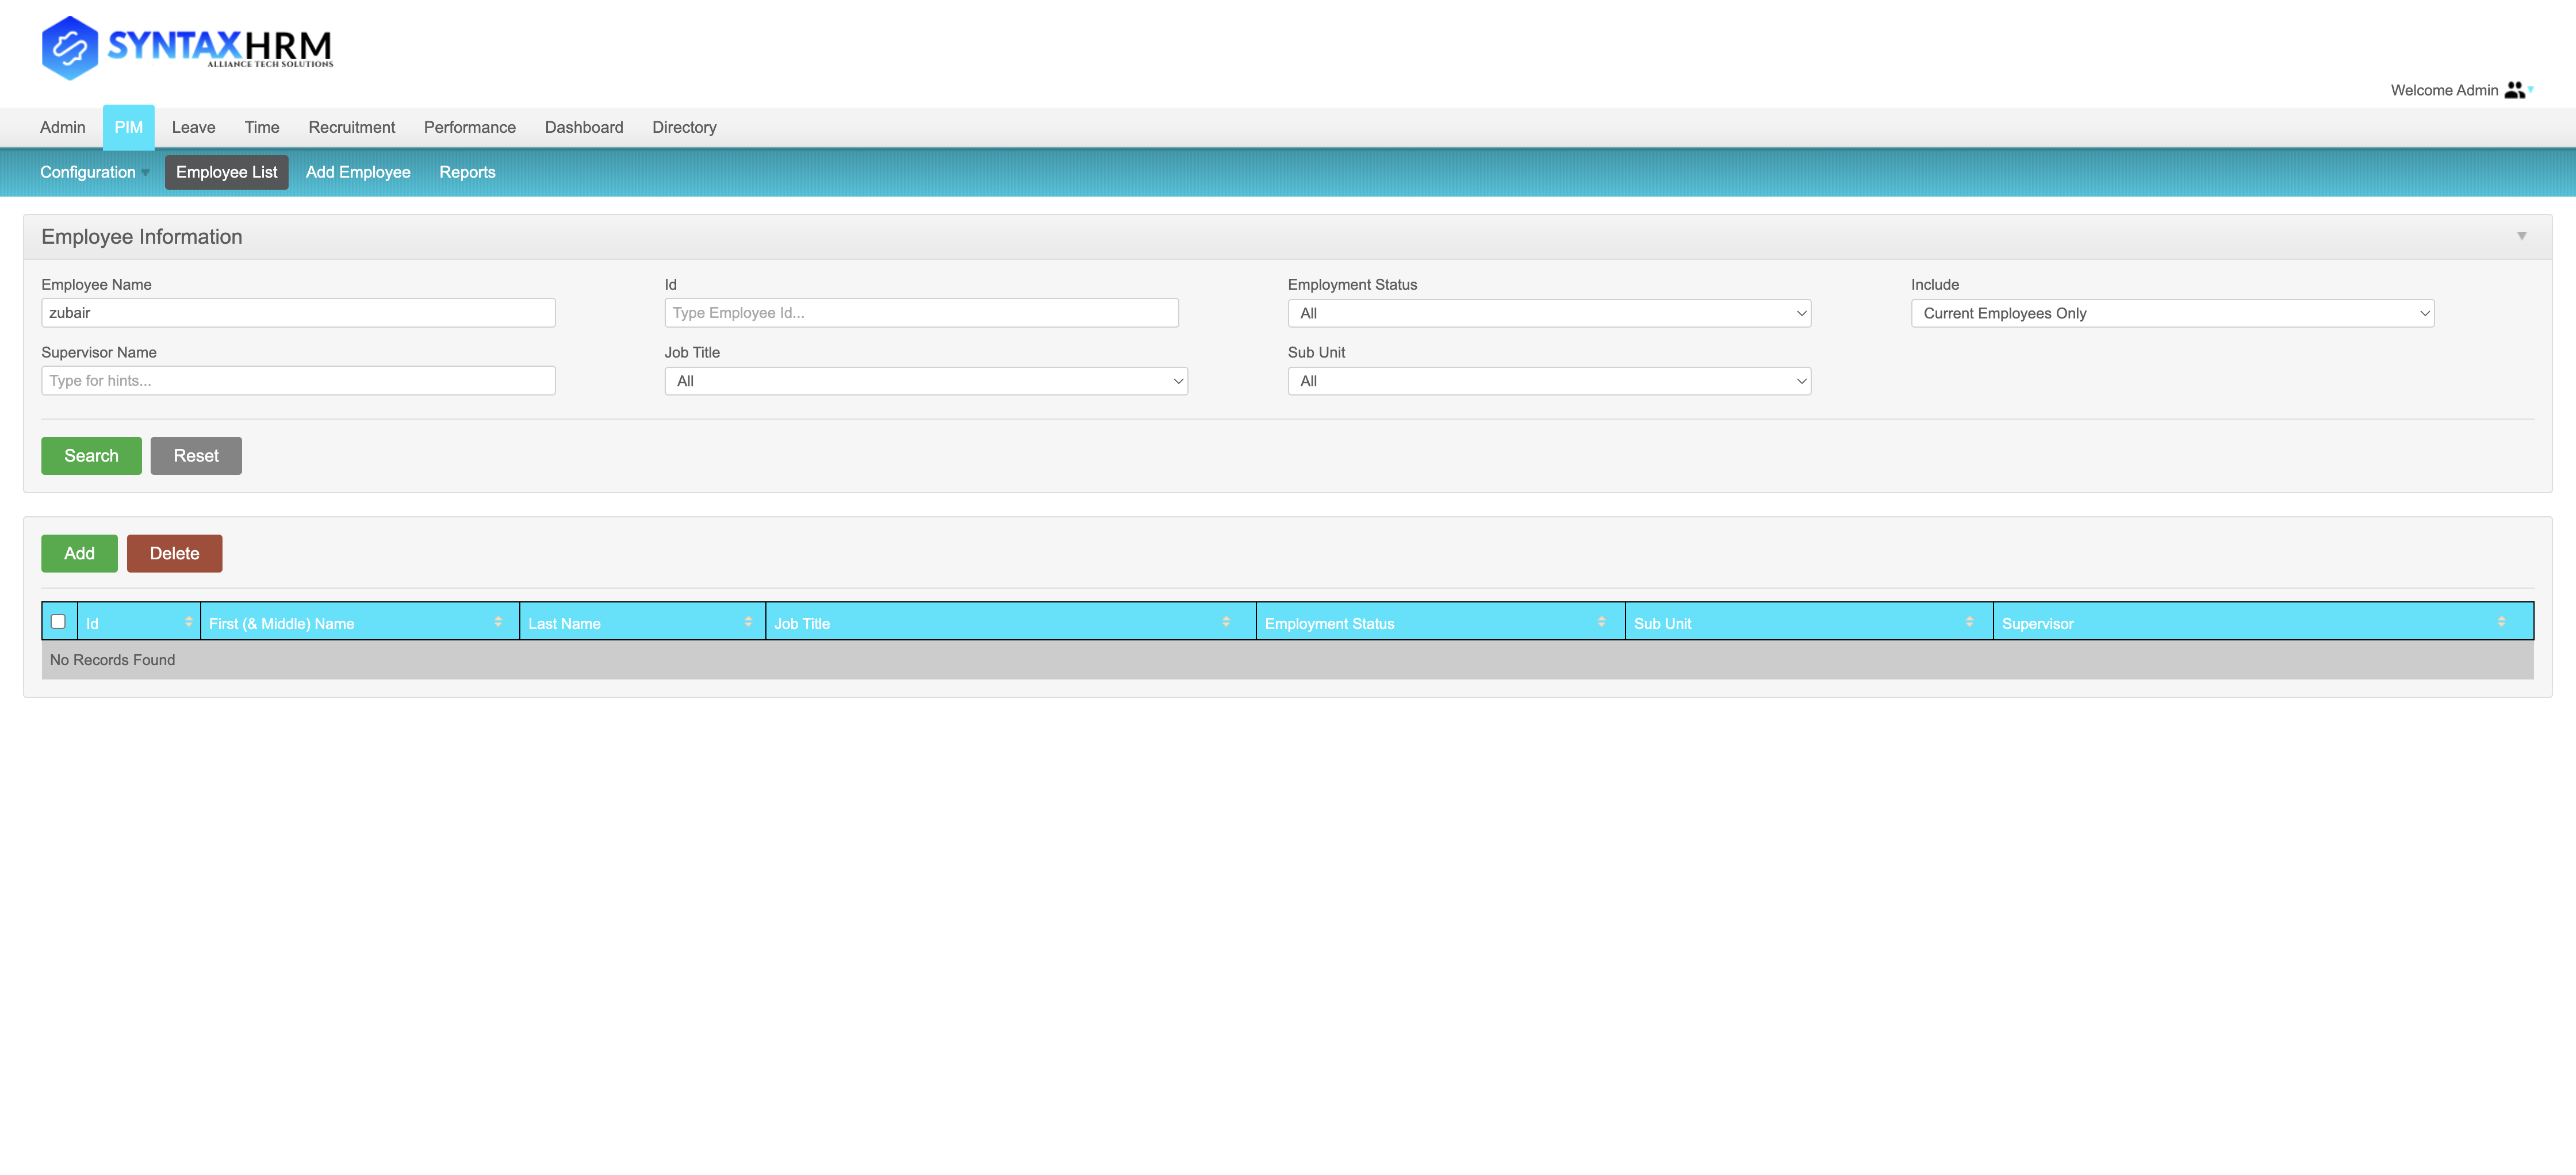 SYNTAXHRM
ALLIANCE TECH SOLUTIONS
Welcome Admin
Admin PIM Leave Time Recruitment Performance Dashboard Directory
Configuration Employee List Add Employee Reports
Employee Information
Employee Name Id Employment Status Include
zubair Type Employee Id... All Current Employees Only
Supervisor Name Job Title Sub Unit
Type for hints... All All
Search Reset
Add Delete
Id First (& Middle) Name Last Name Job Title Employment Status Sub Unit Supervisor
No Records Found